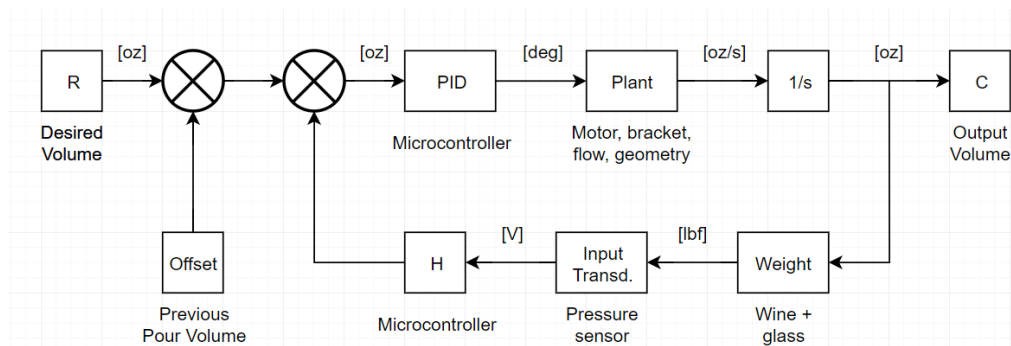 [oz]
[oz]
[deg]
[oz/s]
[oz]
R
PID
Plant
1/s
C
Desired
Volume
Microcontroller
Motor, bracket,
flow, geometry
Output
Volume
[V]
[lbf]
Offset
H
Input
Transd.
Weight
Previous
Pour Volume
Microcontroller
Pressure
sensor
Wine +
glass